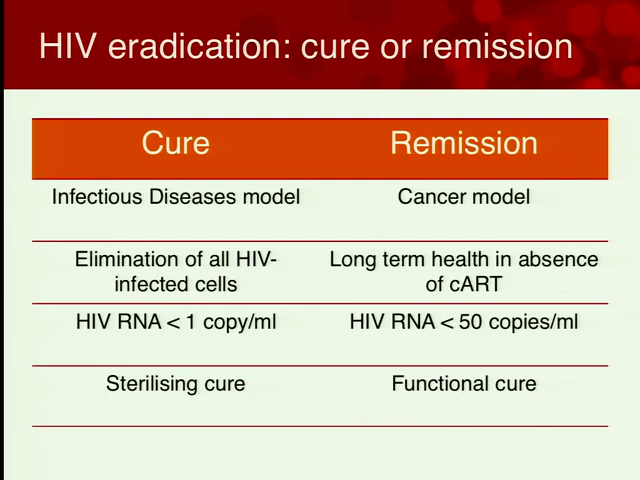 HIV eradication: cure or remission
Cure Remission
Infectious Diseases model Cancer model
Elimination of all HIV- Long term health in absence
infected cells of cART
HIV RNA < 1 copy/ml HIV RNA < 50 copies/ml
Sterilising cure Functional cure